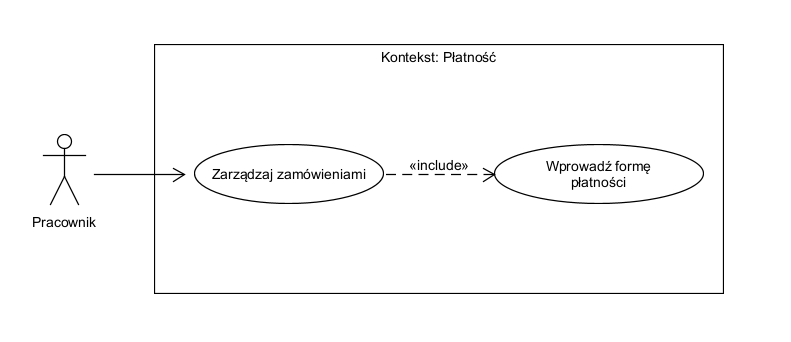 Kontekst: Płatność
Zarządzaj zamówieniami
«include»
Wprowadź formę
płatności
Pracownik